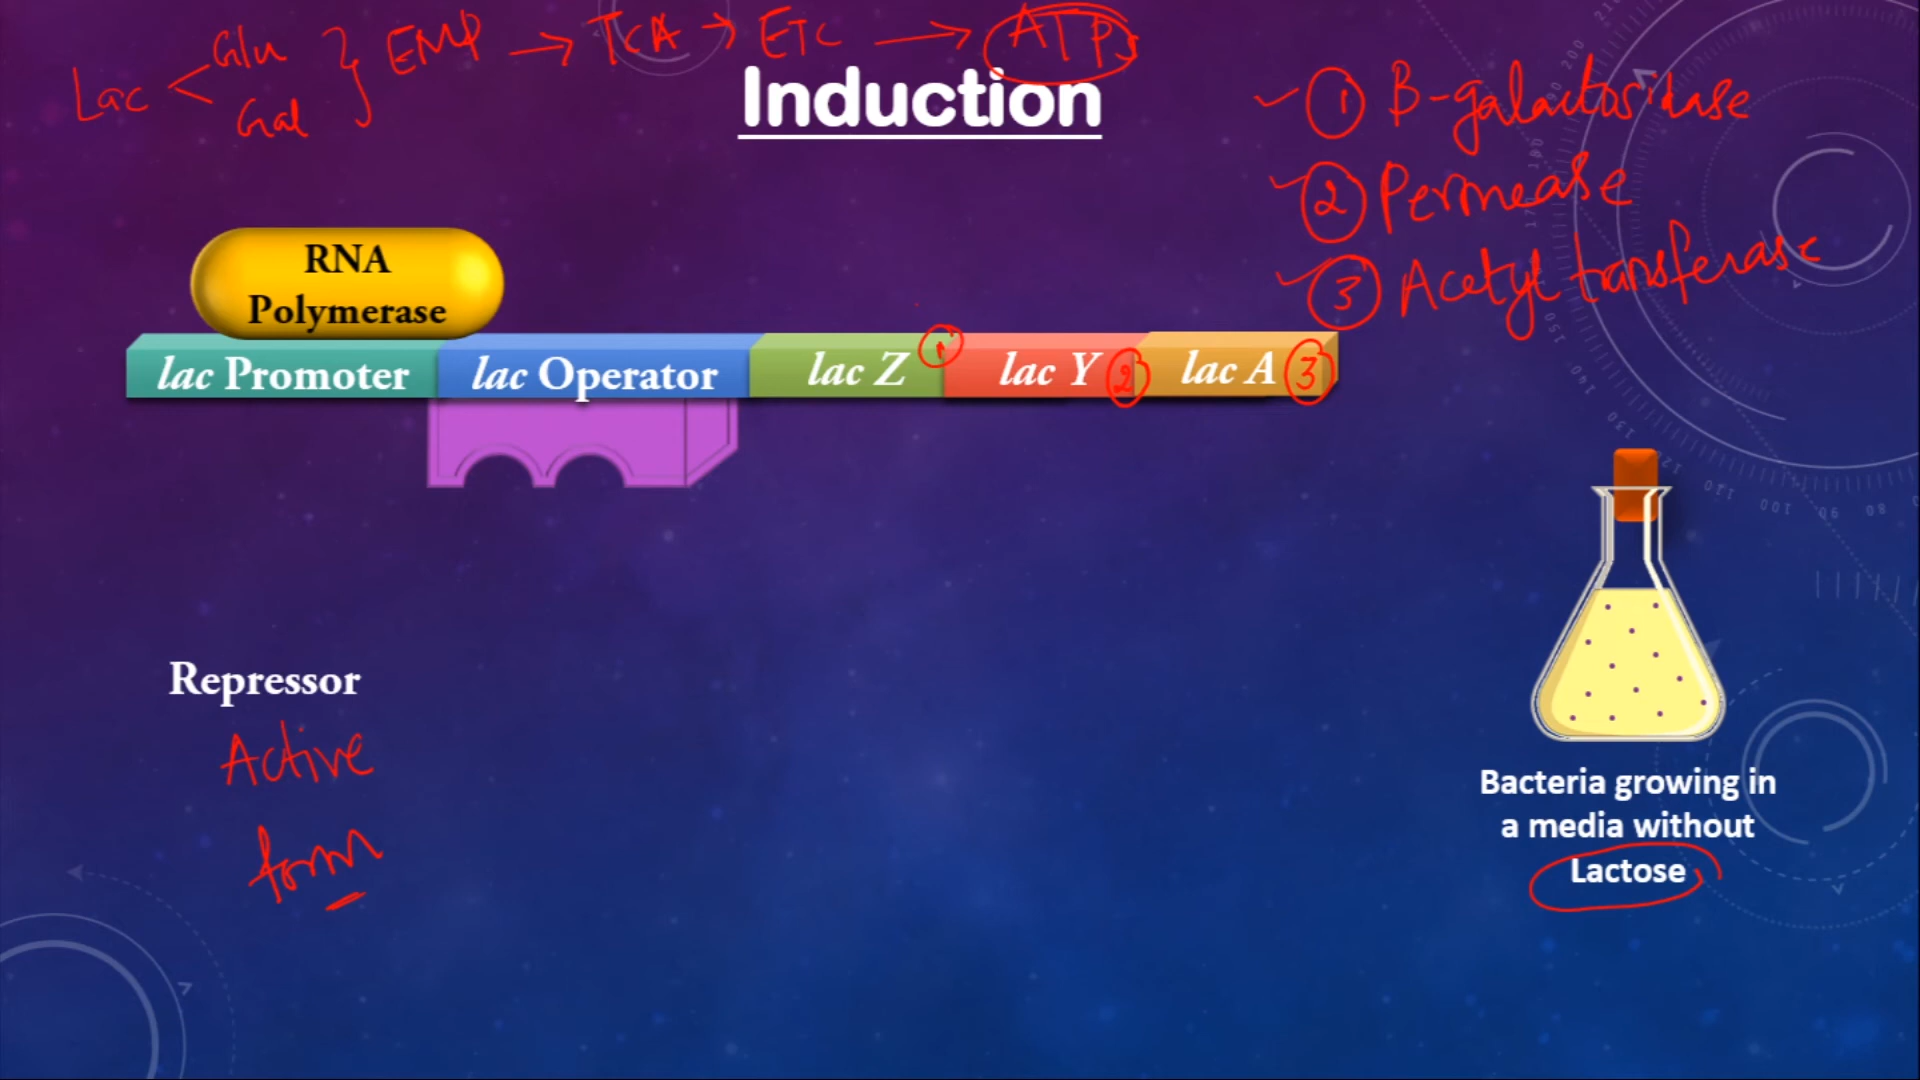 Lac < Glu
Gal } EMP → TCA → ETC → ATPs
Induction
✓ ① B-galactosidase
✓ ② Permease
✓ ③ Acetyl transferase
RNA
Polymerase
lac Promoter lac Operator lac Z 1 lac Y 2 lac A 3
Repressor
Active
form
Bacteria growing in
a media without
Lactose